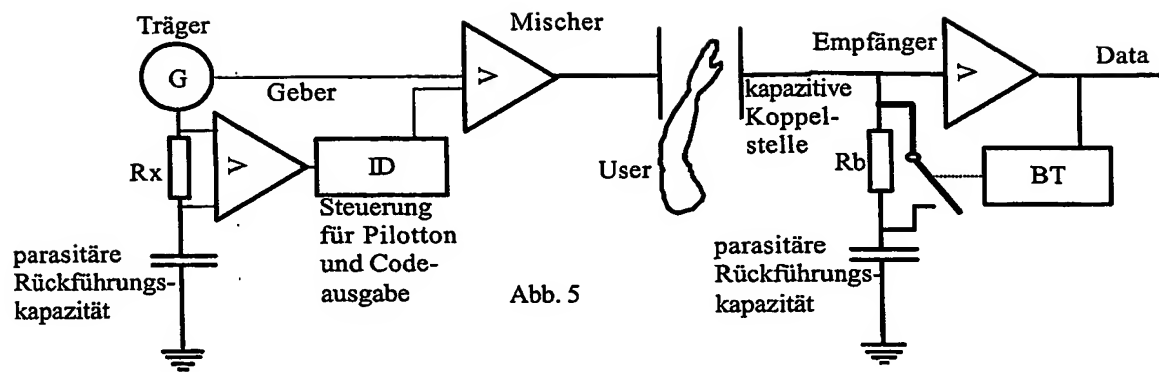 Träger
G
Geber
V
Mischer
Rx
V
ID
Steuerung
für Pilotton
und Code-
ausgabe
parasitäre
Rückführungs-
kapazität
Abb. 5
User
kapazitive
Koppel-
stelle
Empfänger
V
Data
Rb
BT
parasitäre
Rückführungs-
kapazität